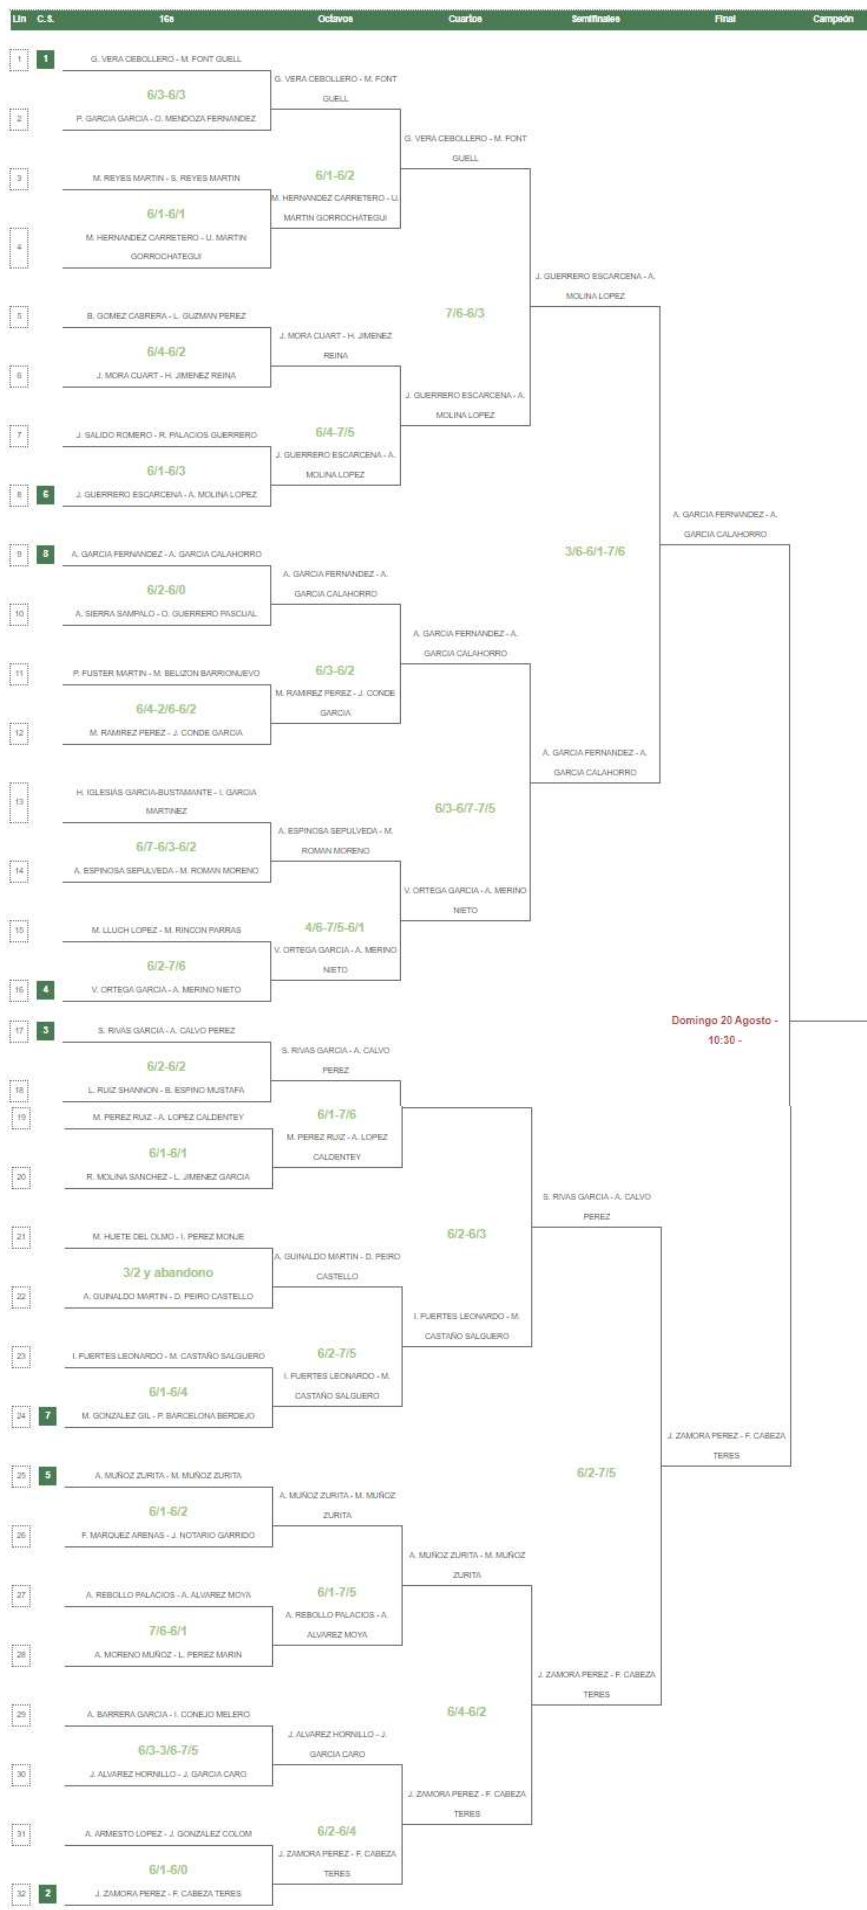 Lin C.S. 16s Octavos Cuartos Semifinales Final Campeón
1 1 G. VERA CEBOLLERO - M. FONT GUELL
G. VERA CEBOLLERO - M. FONT
GUELL
6/3-6/3
2 P. GARCIA GARCIA - O. MENDOZA FERNANDEZ
G. VERA CEBOLLERO - M. FONT
GUELL
3 M. REYES MARTIN - S. REYES MARTIN
6/1-6/2
M. HERNANDEZ CARRETERO - U.
MARTIN GORROCHATEGUI
6/1-6/1
4 M. HERNANDEZ CARRETERO - U. MARTIN
GORROCHATEGUI
J. GUERRERO ESCARCENA - A.
MOLINA LOPEZ
7/6-6/3
5 B. GOMEZ CABRERA - L. GUZMAN PEREZ
J. MORA CUART - H. JIMENEZ
REINA
6/4-6/2
6 J. MORA CUART - H. JIMENEZ REINA
J. GUERRERO ESCARCENA - A.
MOLINA LOPEZ
7 J. SALIDO ROMERO - R. PALACIOS GUERRERO
6/4-7/5
J. GUERRERO ESCARCENA - A.
MOLINA LOPEZ
6/1-6/3
8 6 J. GUERRERO ESCARCENA - A. MOLINA LOPEZ
A. GARCIA FERNANDEZ - A.
GARCIA CALAHORRO
3/6-6/1-7/6
9 8 A. GARCIA FERNANDEZ - A. GARCIA CALAHORRO
A. GARCIA FERNANDEZ - A.
GARCIA CALAHORRO
6/2-6/0
10 A. SIERRA SAMPALO - O. GUERRERO PASCUAL
A. GARCIA FERNANDEZ - A.
GARCIA CALAHORRO
11 P. FUSTER MARTIN - M. BELIZON BARRIONUEVO
6/3-6/2
M. RAMIREZ PEREZ - J. CONDE
GARCIA
6/4-2/6-6/2
12 M. RAMIREZ PEREZ - J. CONDE GARCIA
A. GARCIA FERNANDEZ - A.
GARCIA CALAHORRO
6/3-6/7-7/5
13 H. IGLESIAS GARCIA-BUSTAMANTE - I. GARCIA
MARTINEZ
A. ESPINOSA SEPULVEDA - M.
ROMAN MORENO
6/7-6/3-6/2
14 A. ESPINOSA SEPULVEDA - M. ROMAN MORENO
V. ORTEGA GARCIA - A. MERINO
NIETO
15 M. LLUCH LOPEZ - M. RINCON PARRAS
4/6-7/5-6/1
V. ORTEGA GARCIA - A. MERINO
NIETO
6/2-7/6
16 4 V. ORTEGA GARCIA - A. MERINO NIETO
Domingo 20 Agosto -
10:30 -
17 3 S. RIVAS GARCIA - A. CALVO PEREZ
S. RIVAS GARCIA - A. CALVO
PEREZ
6/2-6/2
18 L. RUIZ SHANNON - B. ESPINO MUSTAFA
19 M. PEREZ RUIZ - A. LOPEZ CALDENTEY
6/1-7/6
M. PEREZ RUIZ - A. LOPEZ
CALDENTEY
6/1-6/1
20 R. MOLINA SANCHEZ - L. JIMENEZ GARCIA
S. RIVAS GARCIA - A. CALVO
PEREZ
6/2-6/3
21 M. HUETE DEL OLMO - I. PEREZ MONJE
A. GUINALDO MARTIN - D. PEIRO
CASTELLO
3/2 y abandono
22 A. GUINALDO MARTIN - D. PEIRO CASTELLO
I. FUERTES LEONARDO - M.
CASTAÑO SALGUERO
23 I. FUERTES LEONARDO - M. CASTAÑO SALGUERO
6/2-7/5
I. FUERTES LEONARDO - M.
CASTAÑO SALGUERO
6/1-6/4
24 7 M. GONZALEZ GIL - P. BARCELONA BERDEJO
J. ZAMORA PEREZ - F. CABEZA
TERES
6/2-7/5
25 5 A. MUÑOZ ZURITA - M. MUÑOZ ZURITA
A. MUÑOZ ZURITA - M. MUÑOZ
ZURITA
6/1-6/2
26 F. MARQUEZ ARENAS - J. NOTARIO GARRIDO
A. MUÑOZ ZURITA - M. MUÑOZ
ZURITA
27 A. REBOLLO PALACIOS - A. ALVAREZ MOYA
6/1-7/5
A. REBOLLO PALACIOS - A.
ALVAREZ MOYA
7/6-6/1
28 A. MORENO MUÑOZ - L. PEREZ MARIN
J. ZAMORA PEREZ - F. CABEZA
TERES
6/4-6/2
29 A. BARRERA GARCIA - I. CONEJO MELERO
J. ALVAREZ HORNILLO - J.
GARCIA CARO
6/3-3/6-7/5
30 J. ALVAREZ HORNILLO - J. GARCIA CARO
J. ZAMORA PEREZ - F. CABEZA
TERES
31 A. ARMESTO LOPEZ - J. GONZALEZ COLOM
6/2-6/4
J. ZAMORA PEREZ - F. CABEZA
TERES
6/1-6/0
32 2 J. ZAMORA PEREZ - F. CABEZA TERES